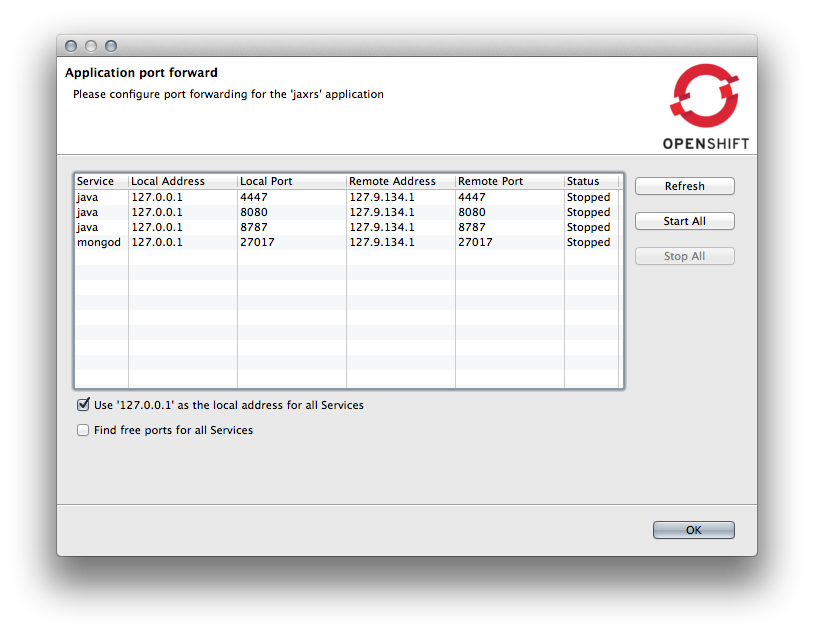 Application port forward
Please configure port forwarding for the 'jaxrs' application
OPENSHIFT
Service Local Address Local Port Remote Address Remote Port Status
java 127.0.0.1 4447 127.9.134.1 4447 Stopped
java 127.0.0.1 8080 127.9.134.1 8080 Stopped
java 127.0.0.1 8787 127.9.134.1 8787 Stopped
mongod 127.0.0.1 27017 127.9.134.1 27017 Stopped
Refresh
Start All
Stop All
Use '127.0.0.1' as the local address for all Services
Find free ports for all Services
OK